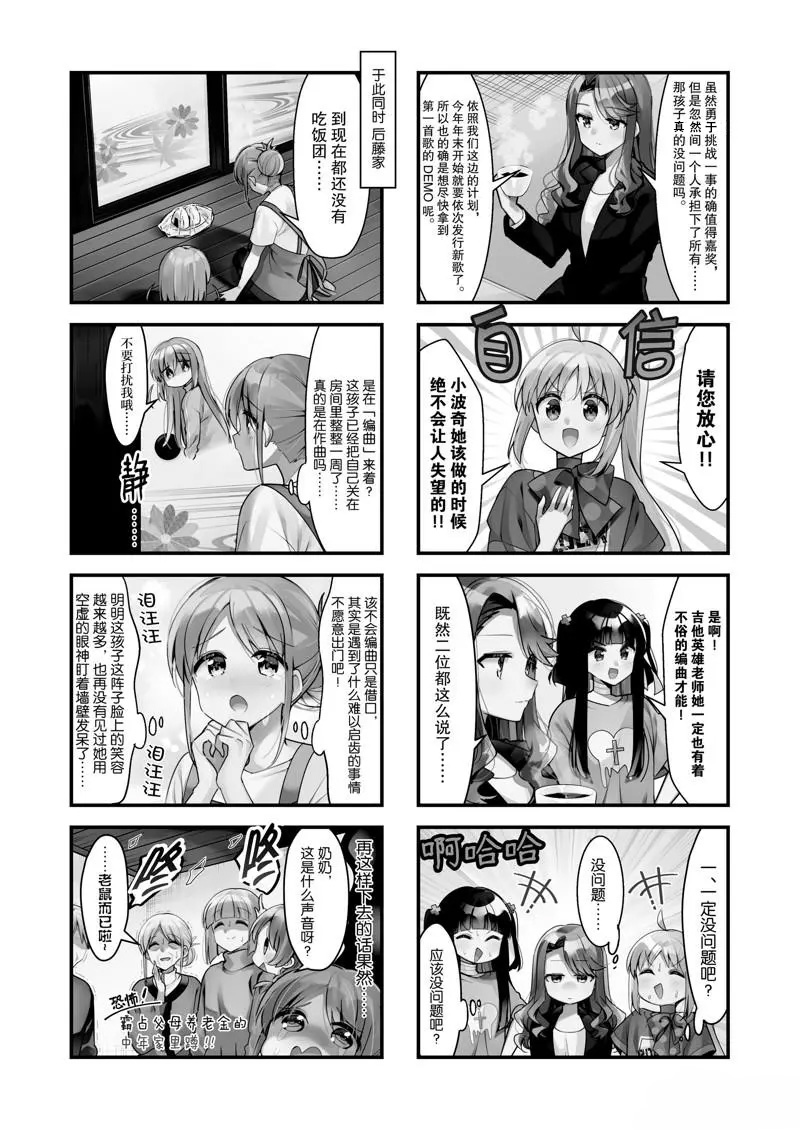 虽然勇于挑战一事的确值得嘉奖,
但是忽然间一个人承担下了所有……
那孩子真的没问题吗。
依照我们这边的计划,
今年年末开始就要依次发行新歌了。
所以也的确是想尽快拿到
第一首歌的 DEMO 呢。
自信
请您放心!!
小波奇她该做的时候
绝不会让人失望的!!
是啊!
吉他英雄老师她一定也有着
不俗的编曲才能!
既然二位都这么说了……
啊哈哈
一、一定没问题吧?
没问题……
应该没问题吧?
于此同时 后藤家
到现在都还没有
吃饭团……
是在「编曲」来着?
这孩子已经把自己关在
房间里整整一周了……
真的是在作曲吗……
不要打扰我哦……
静……
该不会编曲只是借口,
其实是遇到了什么难以启齿的事情
不愿意出门吧!
泪汪汪
泪汪汪
明明这孩子这阵子脸上的笑容
越来越多,也再没有见过她用
空虚的眼神盯着墙壁发呆了……
再这样下去的话果然……
奶奶,
这是什么声音呀?
咚
咚
……老鼠而已啦~
恐怖!
霸占父母养老金的
中年家里蹲!!